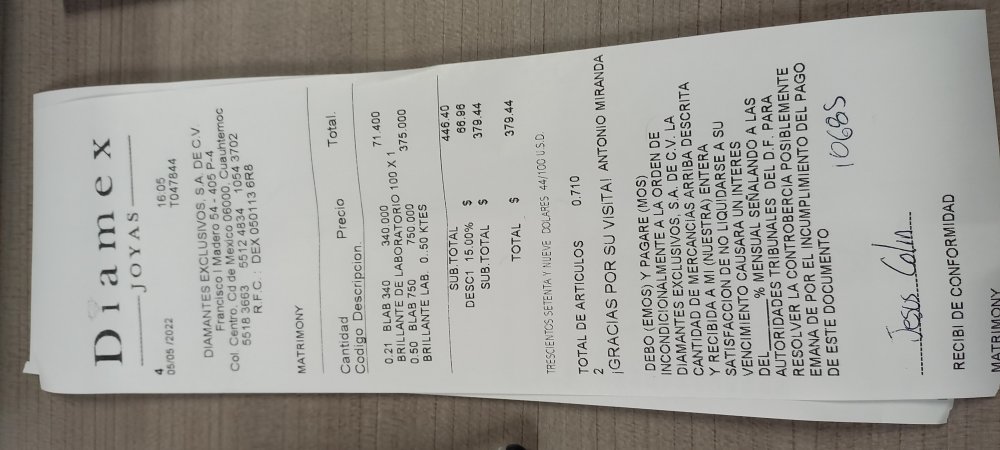 Diamex
JOYAS
4
05/05 /2022 16:05
T047844
DIAMANTES EXCLUSIVOS, S.A. DE C.V.
Francisco I Madero 54 - 405 P-4
Col. Centro, Cd de Mexico 06000, Cuauhtemoc
5518 3663 5512 4834 1054 3702
R.F.C.: DEX 050113 6R8
MATRIMONY
Cantidad Precio Total.
Codigo Descripcion
0.21 BLAB 340 340.000 71.400
BRILLANTE DE LABORATORIO 100 X 1
0.50 BLAB 750 750.000 375.000
BRILLANTE LAB. 0..50 KTES
SUB.TOTAL 446.40
DESC1 15.00% $ 66.96
SUB.TOTAL $ 379.44
TOTAL $ 379.44
TRESCIENTOS SETENTA Y NUEVE DOLARES 44/100 U.S.D.
TOTAL DE ARTICULOS 0.710
2
¡GRACIAS POR SU VISITA! ANTONIO MIRANDA
DEBO (EMOS) Y PAGARE (MOS)
INCONDICIONALMENTE A LA ORDEN DE
DIAMANTES EXCLUSIVOS, S.A. DE C.V. LA
CANTIDAD DE MERCANCIAS ARRIBA DESCRITA
Y RECIBIDA A MI (NUESTRA) ENTERA
SATISFACCION DE NO LIQUIDARSE A SU
VENCIMIENTO CAUSARA UN INTERES
DEL______% MENSUAL SEÑALANDO A LAS
AUTORIDADES TRIBUNALES DEL D.F. PARA
RESOLVER LA CONTROBERCIA POSIBLEMENTE
EMANA DE POR EL INCUMPLIMIENTO DEL PAGO
DE ESTE DOCUMENTO
10685
Jesus Colin
RECIBI DE CONFORMIDAD
MATRIMONY